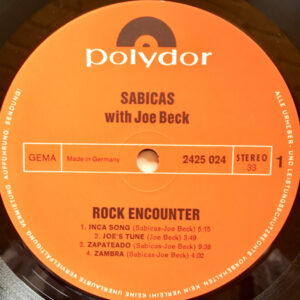 polydor
SABICAS
with Joe Beck
GEMA
Made in Germany
2425 024
STEREO
33
1
ROCK ENCOUNTER
1. INCA SONG (Sabicas-Joe Beck) 5:15
2. JOE'S TUNE (Joe Beck) 5:49
3. ZAPATEADO (Sabicas-Joe Beck) 9:38
4. ZAMBRA (Sabicas-Joe Beck) 4:02
ALLE URHEBER- UND LEISTUNGSSCHUTZRECHTE VORBEHALTEN · KEIN VERLEIH! KEINE UNERLAUBTE VERVIELFÄLTIGUNG, VERMIETUNG, AUFFÜHRUNG, SENDUNG!